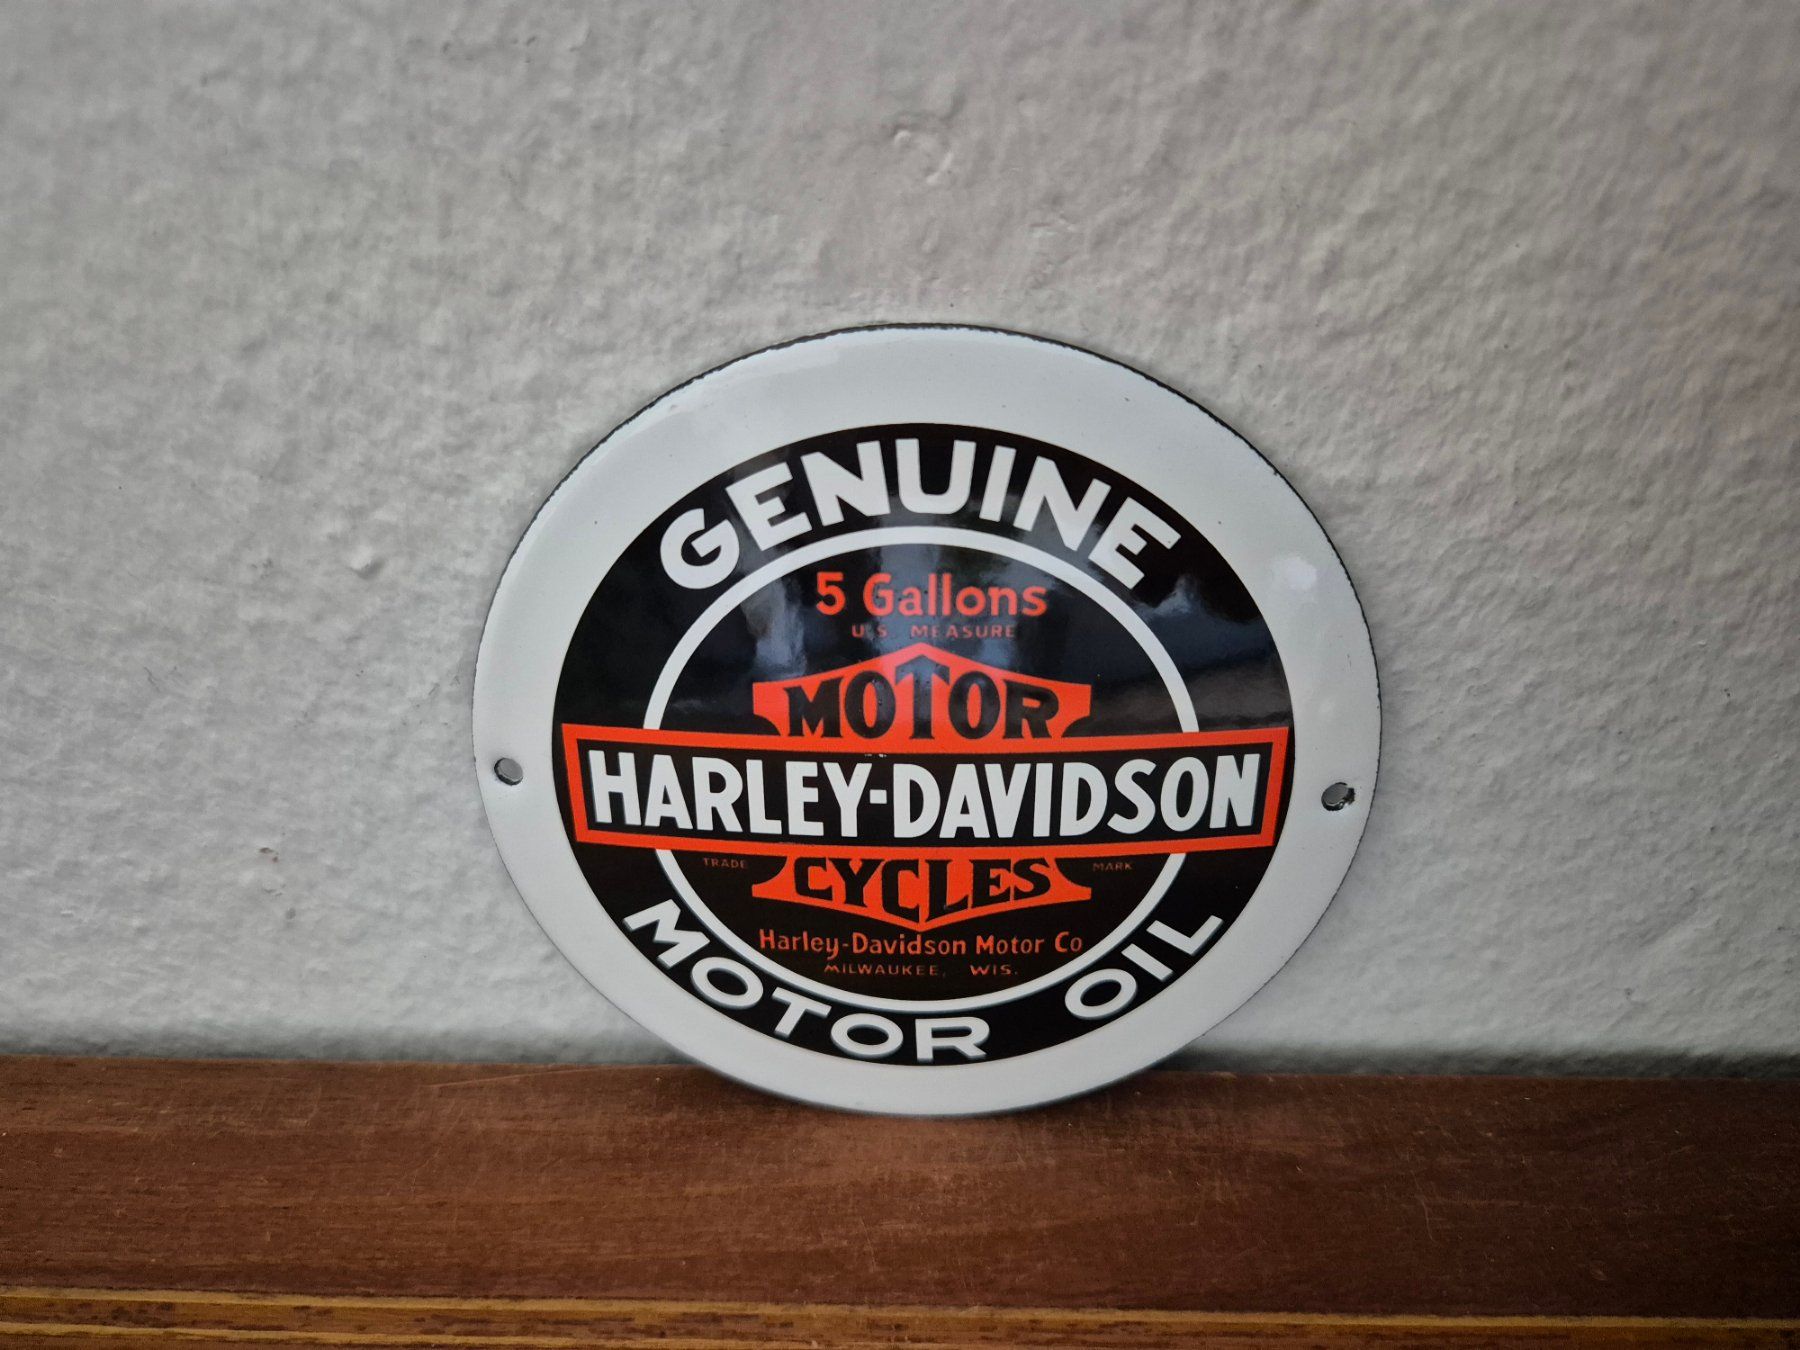 GENUINE
5 Gallons
U.S. MEASURE
MOTOR
HARLEY-DAVIDSON
TRADE MARK
CYCLES
Harley-Davidson Motor Co
MILWAUKEE, WIS.
MOTOR OIL